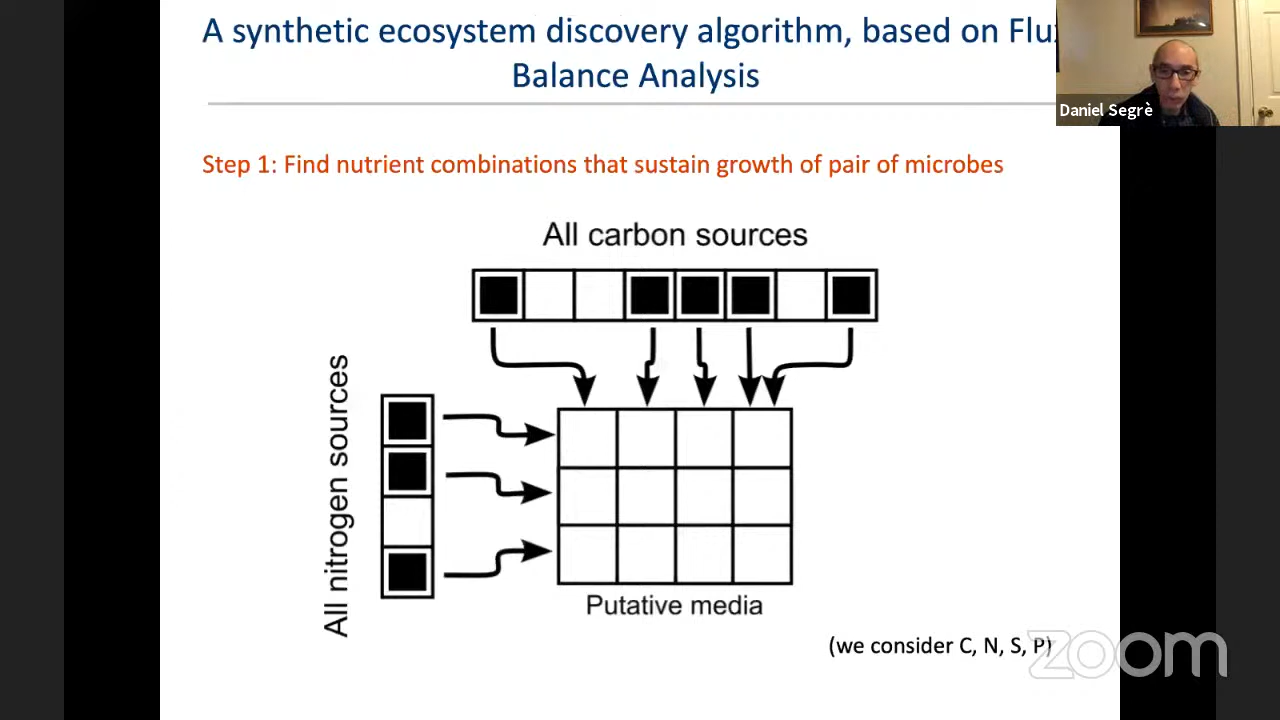 A synthetic ecosystem discovery algorithm, based on Flux
Balance Analysis
Daniel Segrè
Step 1: Find nutrient combinations that sustain growth of pair of microbes
All carbon sources
All nitrogen sources
Putative media
(we consider C, N, S, P)
zoom